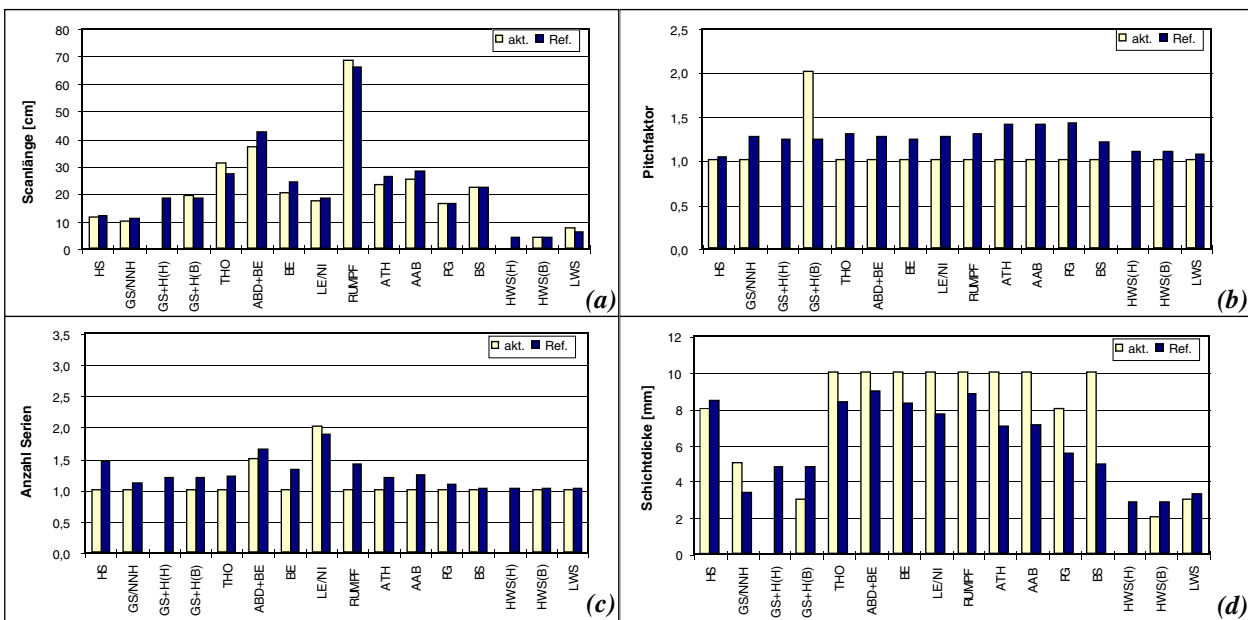 80
70
60
50
40
30
20
10
0
Scanlänge [cm]
akt. Ref.
HS
GS/NNH
GS+H(H)
GS+H(B)
THO
ABD+BE
BE
LE/NI
RUMPF
ATH
AAB
PG
BS
HWS(H)
HWS(B)
LWS
(a)
2,5
2,0
1,5
1,0
0,5
0,0
Pitchfaktor
akt. Ref.
HS
GS/NNH
GS+H(H)
GS+H(B)
THO
ABD+BE
BE
LE/NI
RUMPF
ATH
AAB
PG
BS
HWS(H)
HWS(B)
LWS
(b)
3,5
3,0
2,5
2,0
1,5
1,0
0,5
0,0
Anzahl Serien
akt. Ref.
HS
GS/NNH
GS+H(H)
GS+H(B)
THO
ABD+BE
BE
LE/NI
RUMPF
ATH
AAB
PG
BS
HWS(H)
HWS(B)
LWS
(c)
12
10
8
6
4
2
0
Schichtdicke [mm]
akt. Ref.
HS
GS/NNH
GS+H(H)
GS+H(B)
THO
ABD+BE
BE
LE/NI
RUMPF
ATH
AAB
PG
BS
HWS(H)
HWS(B)
LWS
(d)